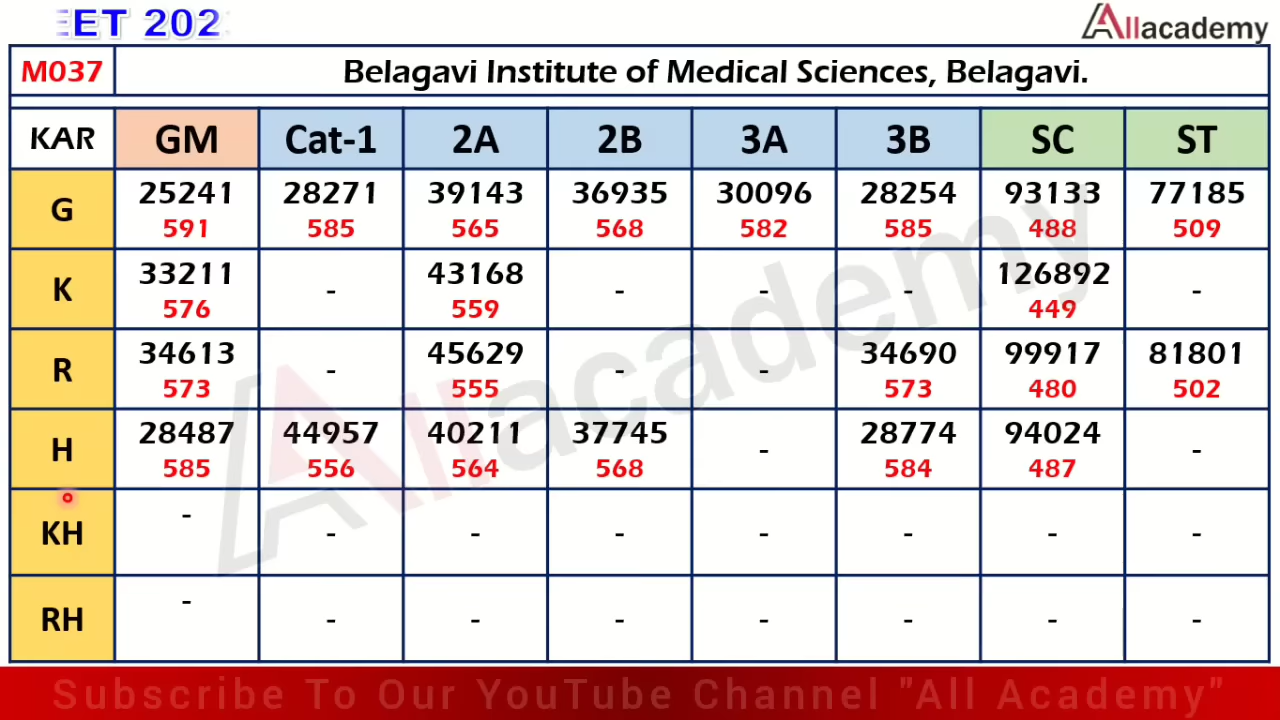 EET 202
Allacademy
M037 Belagavi Institute of Medical Sciences, Belagavi.
KAR GM Cat-1 2A 2B 3A 3B SC ST
G 25241 28271 39143 36935 30096 28254 93133 77185
591 585 565 568 582 585 488 509
K 33211 - 43168 - - - 126892 -
576 559 449
R 34613 - 45629 - - 34690 99917 81801
573 555 573 480 502
H 28487 44957 40211 37745 - 28774 94024 -
585 556 564 568 584 487
KH - - - - - - - -
RH - - - - - - - -
Allacademy
Subscribe To Our YouTube Channel "All Academy"